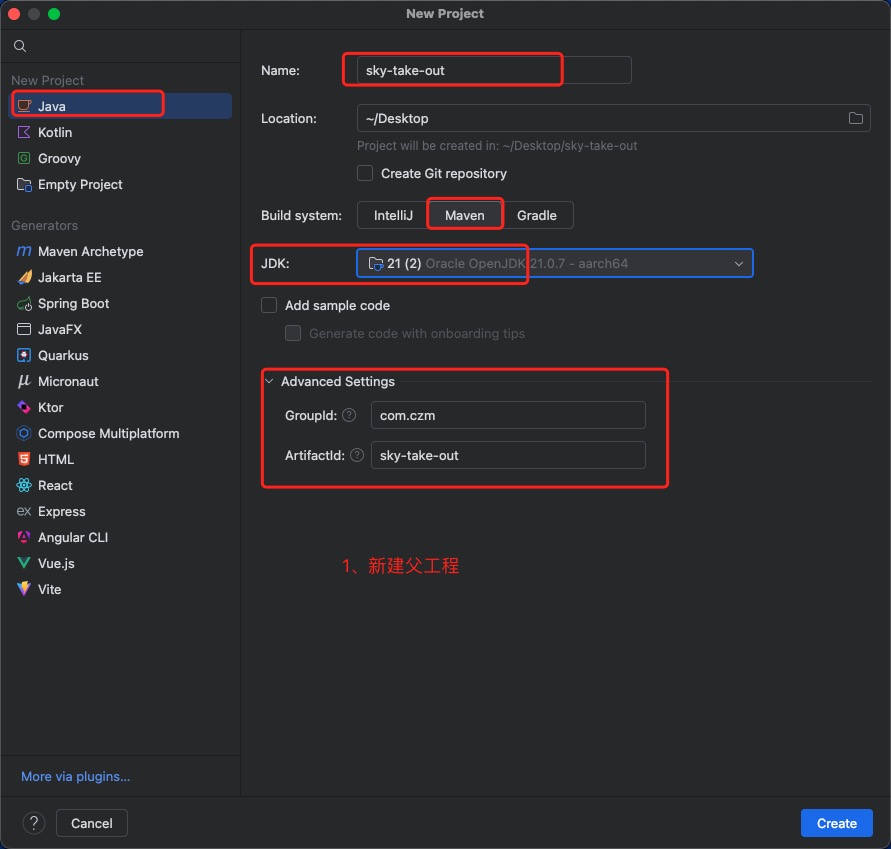 New Project
New Project
Java
Kotlin
Groovy
Empty Project
Generators
Maven Archetype
Jakarta EE
Spring Boot
JavaFX
Quarkus
Micronaut
Ktor
Compose Multiplatform
HTML
React
Express
Angular CLI
Vue.js
Vite
More via plugins...
Name: sky-take-out
Location: ~/Desktop
Project will be created in: ~/Desktop/sky-take-out
Create Git repository
Build system: IntelliJ Maven Gradle
JDK: 21 (2) Oracle OpenJDK 21.0.7 - aarch64
Add sample code
Generate code with onboarding tips
Advanced Settings
GroupId: ? com.czm
ArtifactId: ? sky-take-out
1、新建父工程
? Cancel Create